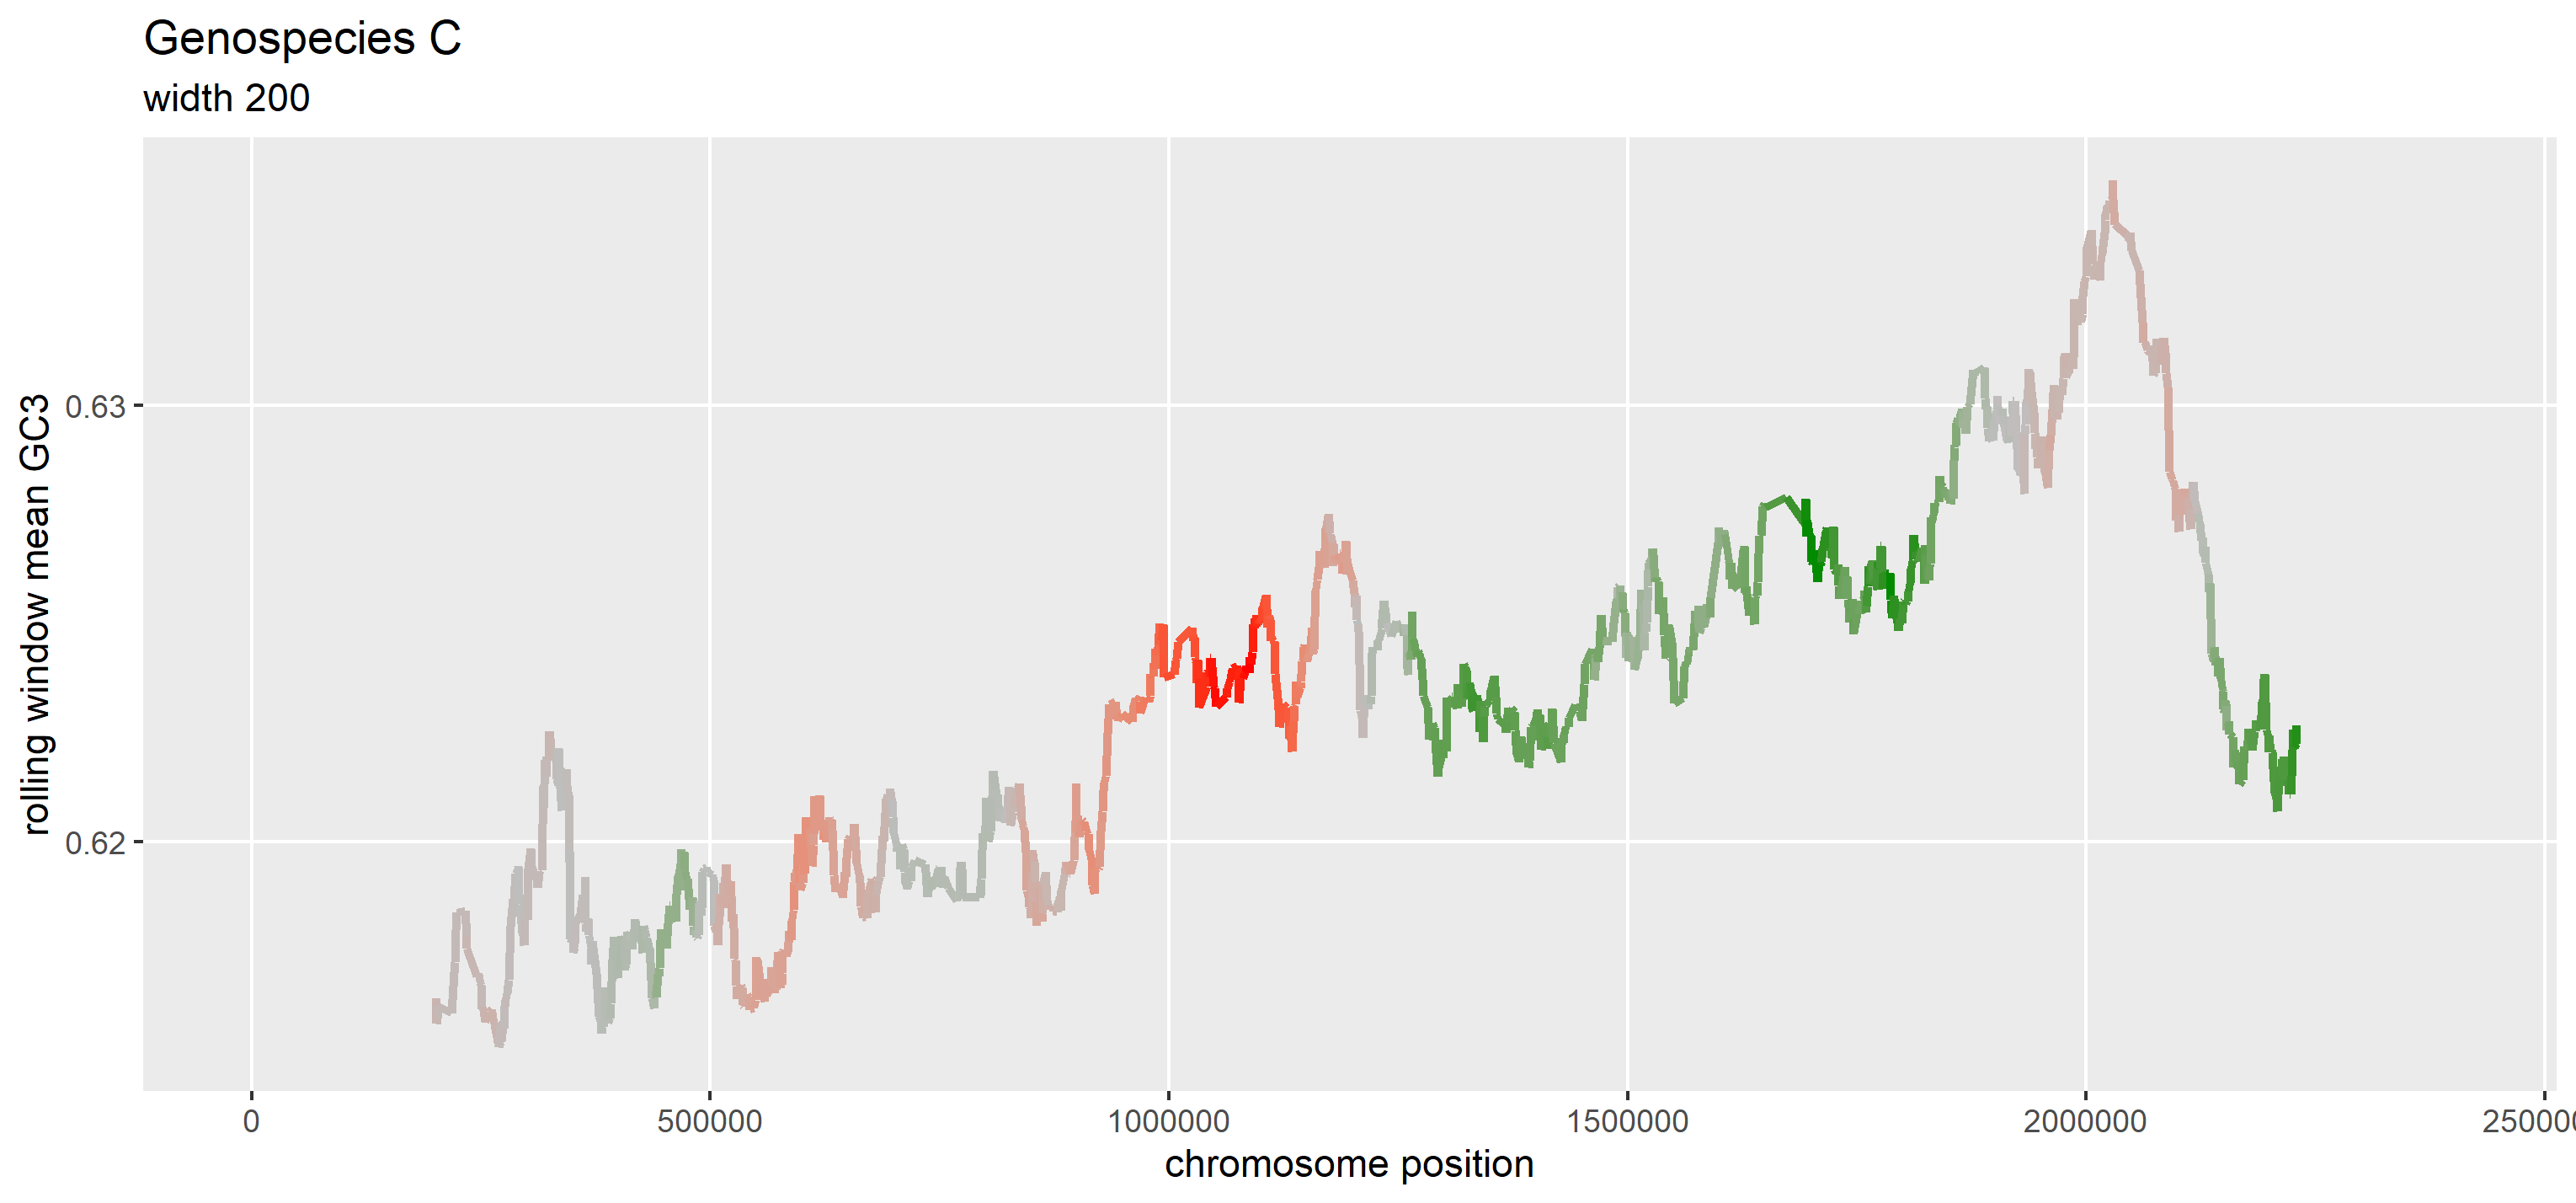 Genospecies C
width 200
rolling window mean GC3
0.63
0.62
0
500000
1000000
1500000
2000000
chromosome position